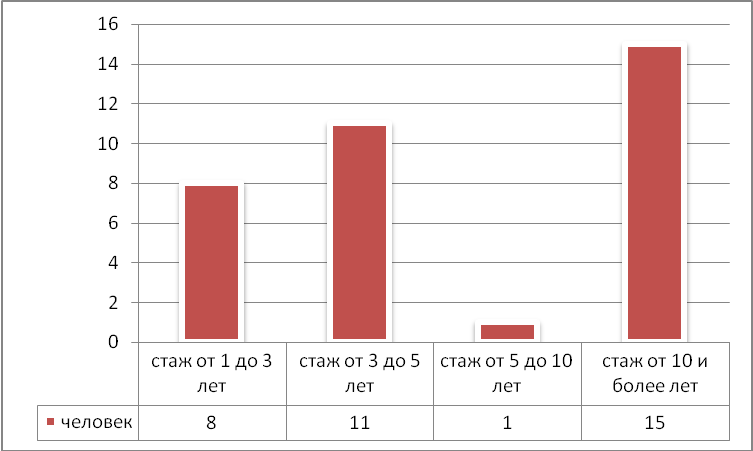 16
14
12
10
8
6
4
2
0
стаж от 1 до 3 лет
стаж от 3 до 5 лет
стаж от 5 до 10 лет
стаж от 10 и более лет
человек 8 11 1 15